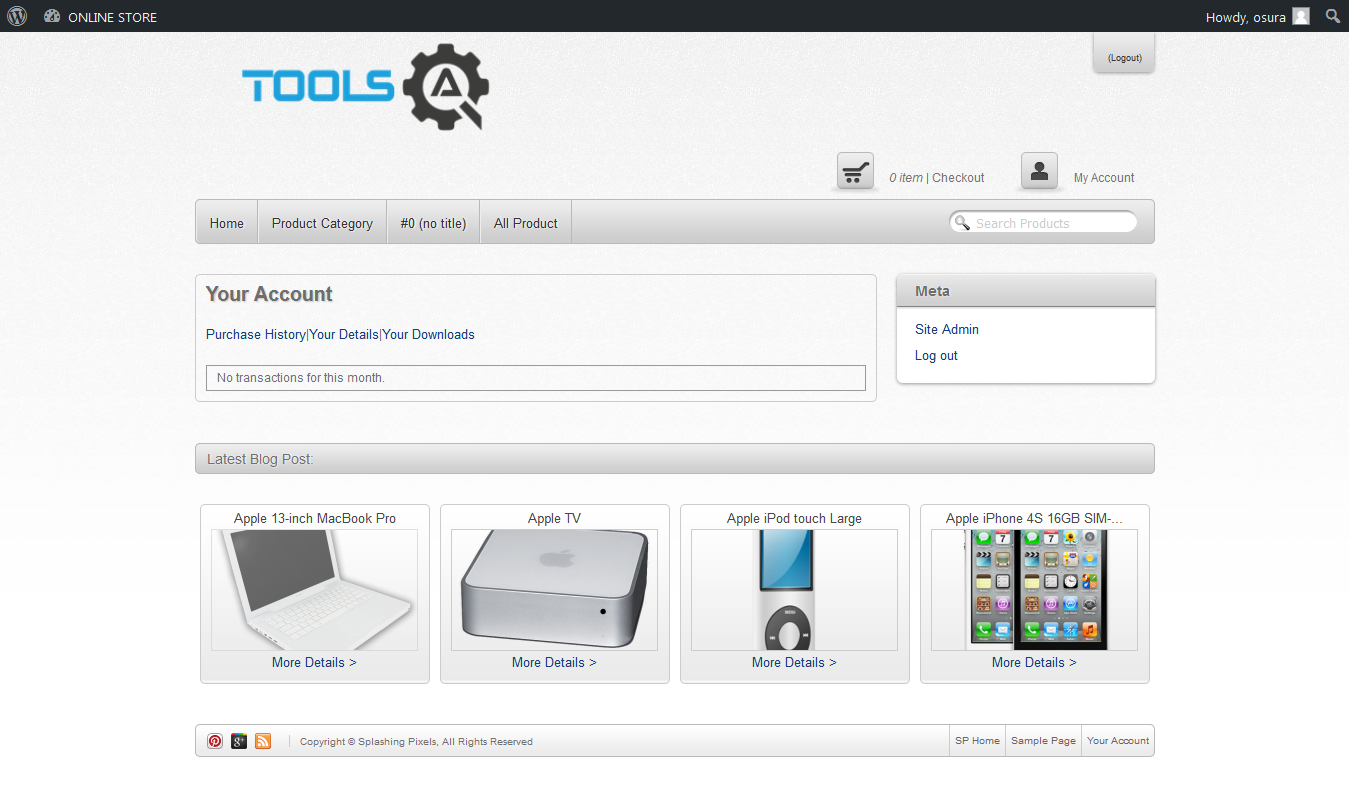 ONLINE STORE
Howdy, osura
(Logout)
TOOLS QA
0 item | Checkout
My Account
Home
Product Category
#0 (no title)
All Product
Search Products
Your Account
Purchase History|Your Details|Your Downloads
No transactions for this month.
Meta
Site Admin
Log out
Latest Blog Post:
Apple 13-inch MacBook Pro
Apple TV
Apple iPod touch Large
Apple iPhone 4S 16GB SIM-...
MENU
More Details >
More Details >
More Details >
More Details >
Copyright © Splashing Pixels, All Rights Reserved
SP Home
Sample Page
Your Account